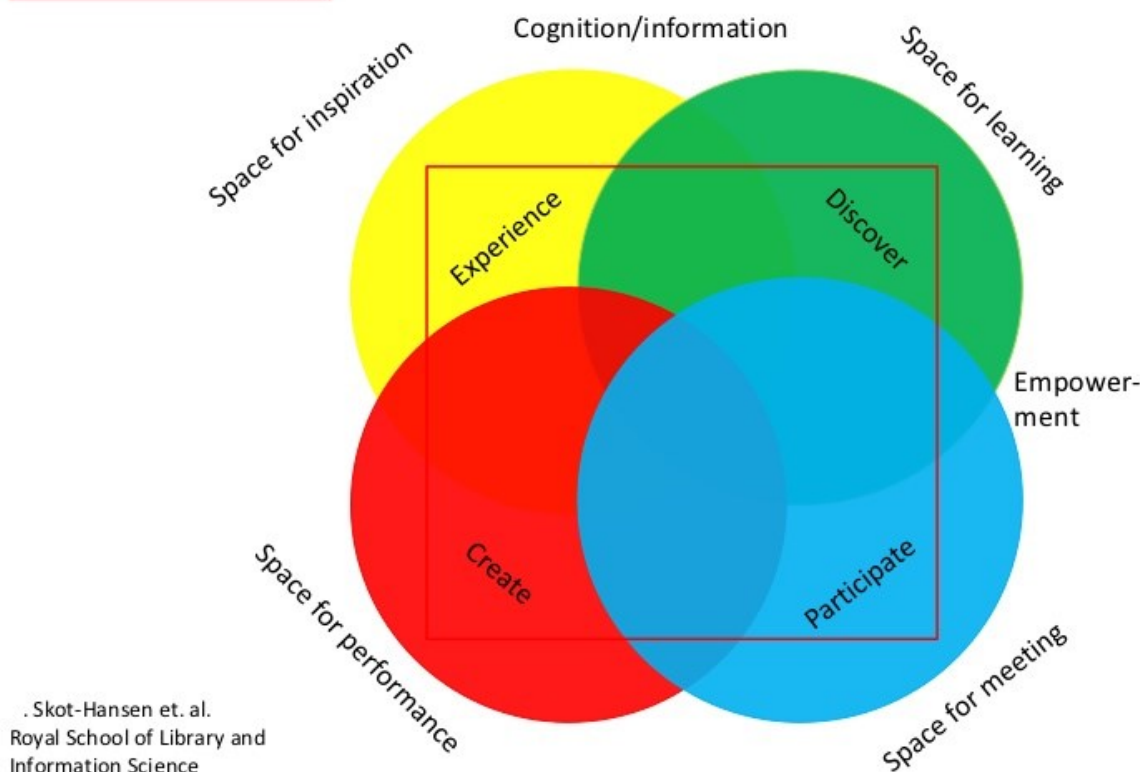 Cognition/information
Space for inspiration
Space for learning
Experience
Discover
Empower-
ment
Create
Participate
Space for performance
Space for meeting
. Skot-Hansen et. al.
Royal School of Library and
Information Science